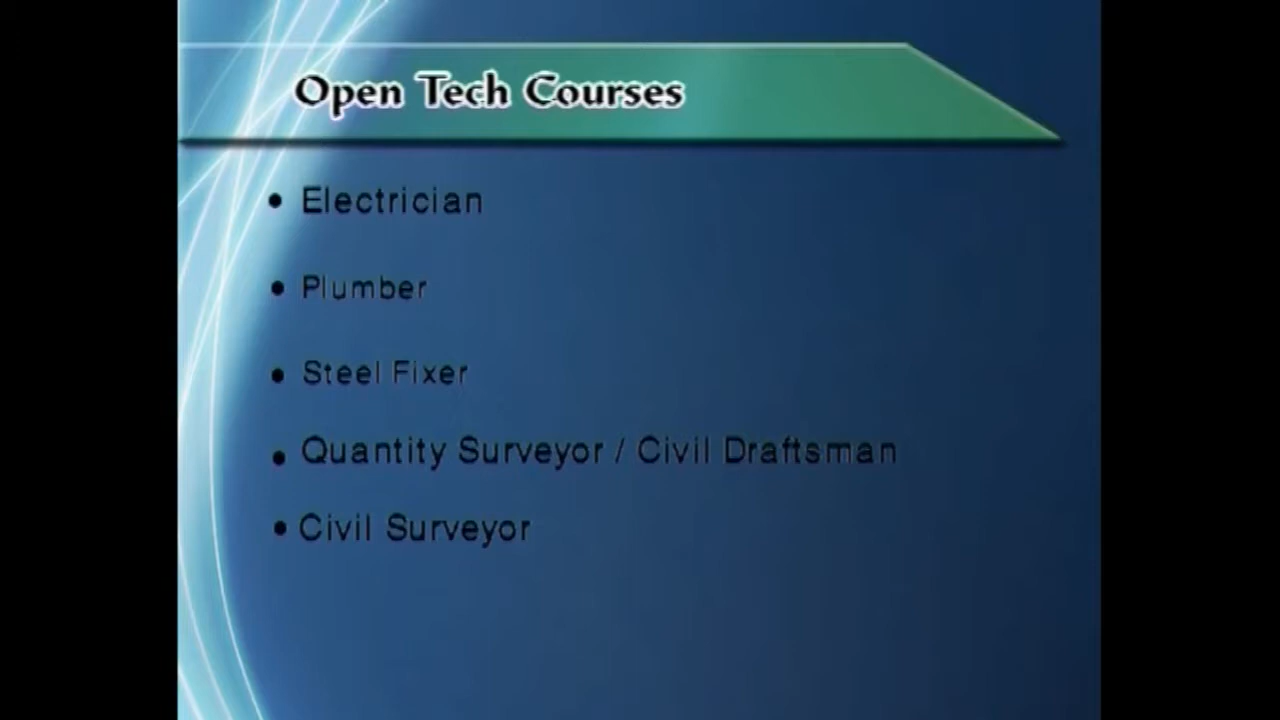 Open Tech Courses
• Electrician
• Plumber
• Steel Fixer
• Quantity Surveyor / Civil Draftsman
• Civil Surveyor